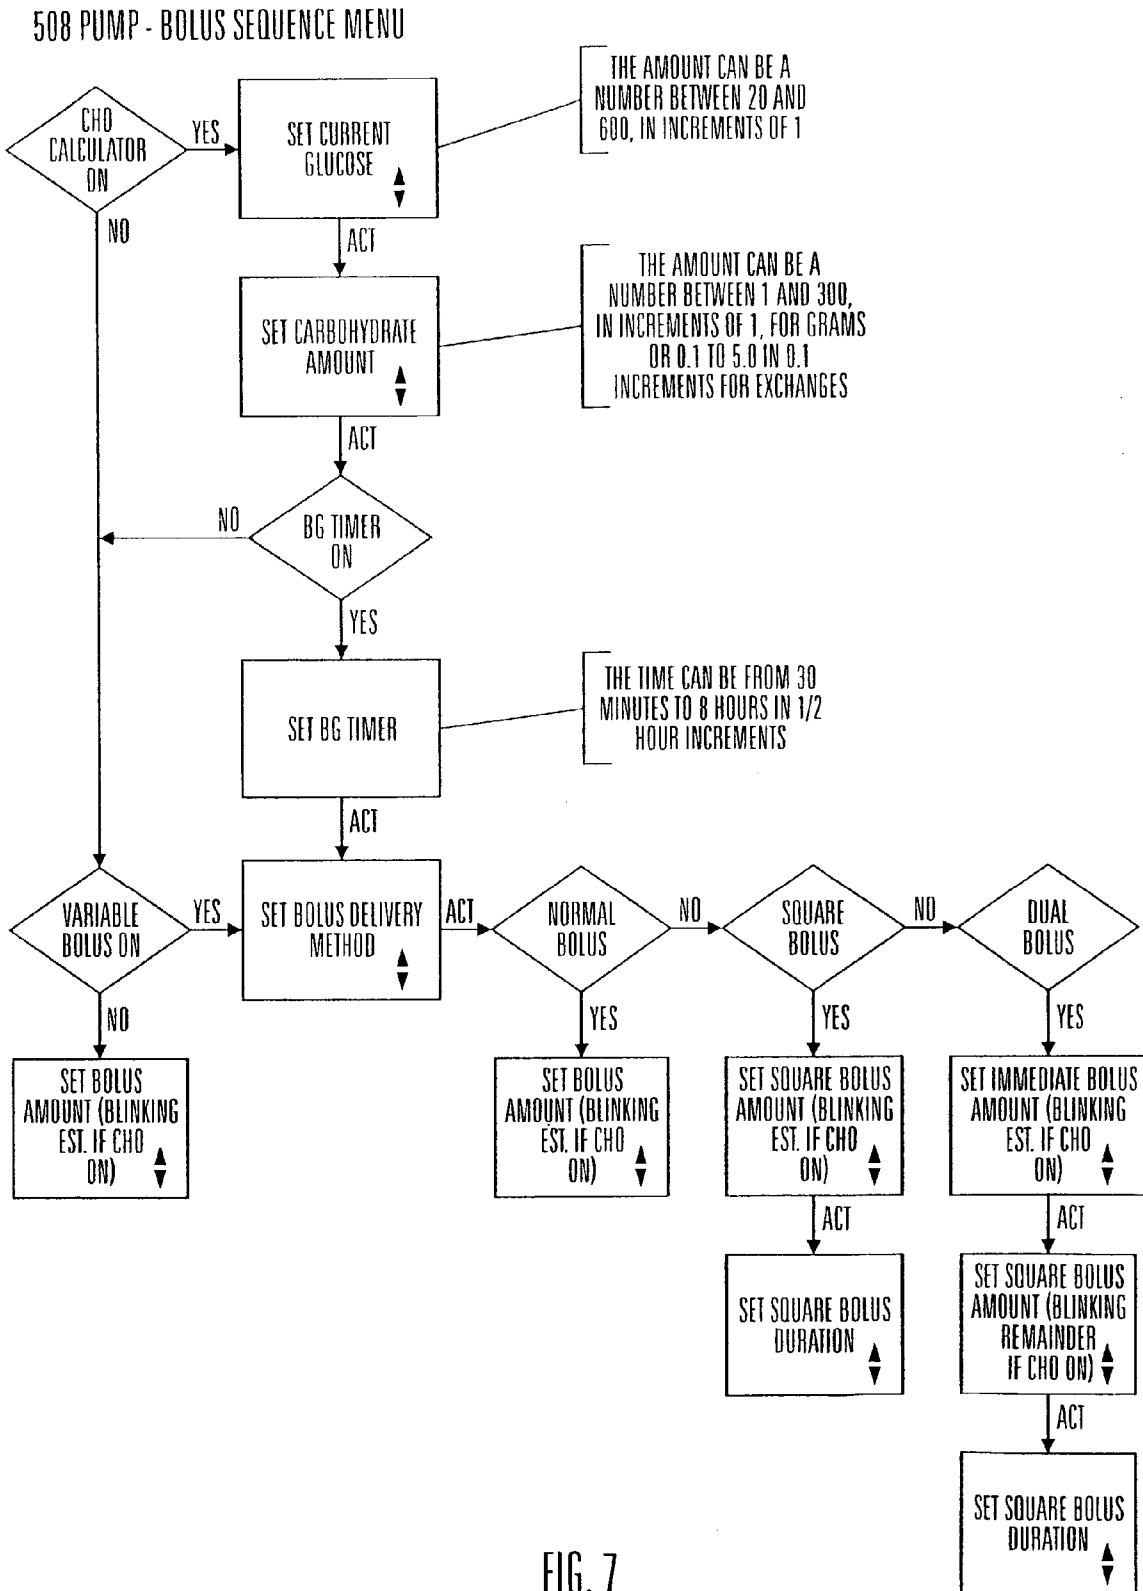 508 PUMP - BOLUS SEQUENCE MENU
CHO
CALCULATOR
ON
YES
NO
SET CURRENT
GLUCOSE
THE AMOUNT CAN BE A
NUMBER BETWEEN 20 AND
600, IN INCREMENTS OF 1
ACT
SET CARBOHYDRATE
AMOUNT
THE AMOUNT CAN BE A
NUMBER BETWEEN 1 AND 300,
IN INCREMENTS OF 1, FOR GRAMS
OR 0.1 TO 5.0 IN 0.1
INCREMENTS FOR EXCHANGES
ACT
BG TIMER
ON
NO
YES
SET BG TIMER
THE TIME CAN BE FROM 30
MINUTES TO 8 HOURS IN 1/2
HOUR INCREMENTS
ACT
VARIABLE
BOLUS ON
YES
NO
SET BOLUS DELIVERY
METHOD
ACT
NORMAL
BOLUS
NO
YES
SQUARE
BOLUS
NO
YES
DUAL
BOLUS
YES
SET BOLUS
AMOUNT (BLINKING
EST. IF CHO
ON)
SET BOLUS
AMOUNT (BLINKING
EST. IF CHO
ON)
SET SQUARE BOLUS
AMOUNT (BLINKING
EST. IF CHO
ON)
SET IMMEDIATE BOLUS
AMOUNT (BLINKING
EST. IF CHO
ON)
ACT
ACT
SET SQUARE BOLUS
DURATION
SET SQUARE BOLUS
AMOUNT (BLINKING
REMAINDER
IF CHO ON)
ACT
SET SQUARE BOLUS
DURATION
FIG. 7